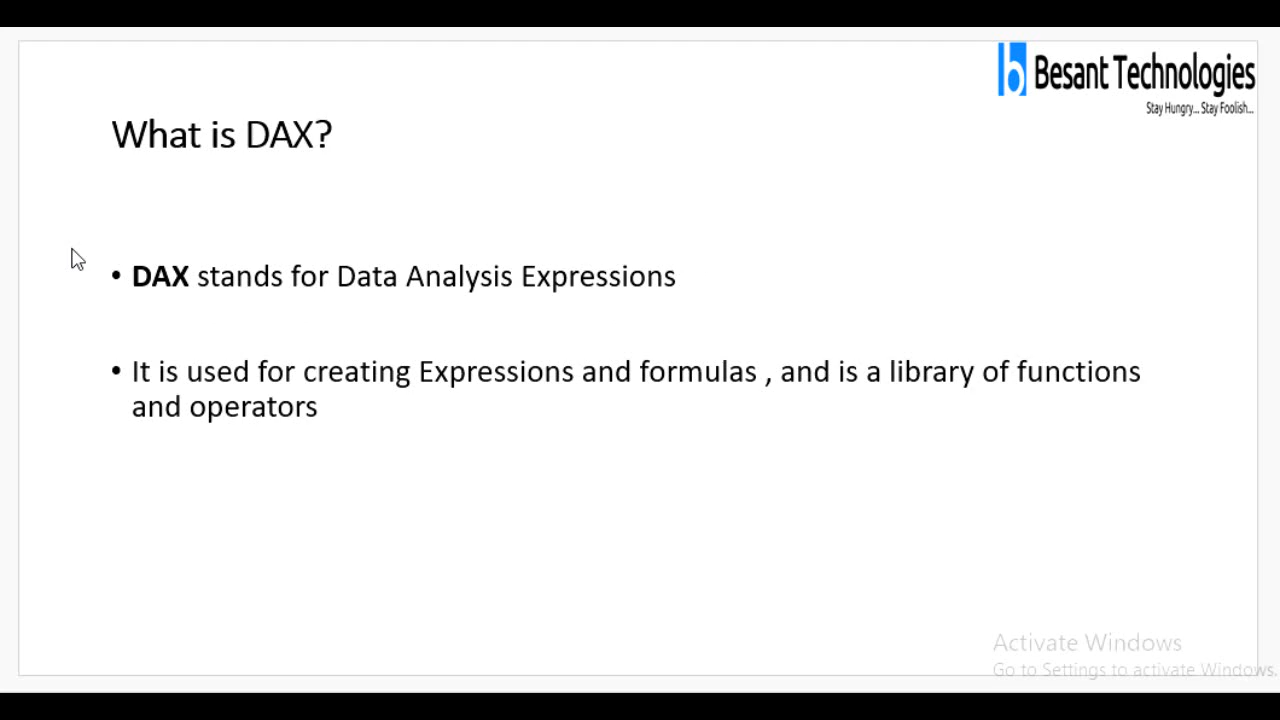 Besant Technologies
Stay Hungry... Stay Foolish...
What is DAX?
• DAX stands for Data Analysis Expressions
• It is used for creating Expressions and formulas , and is a library of functions
and operators
Activate Windows
Go to Settings to activate Windows.